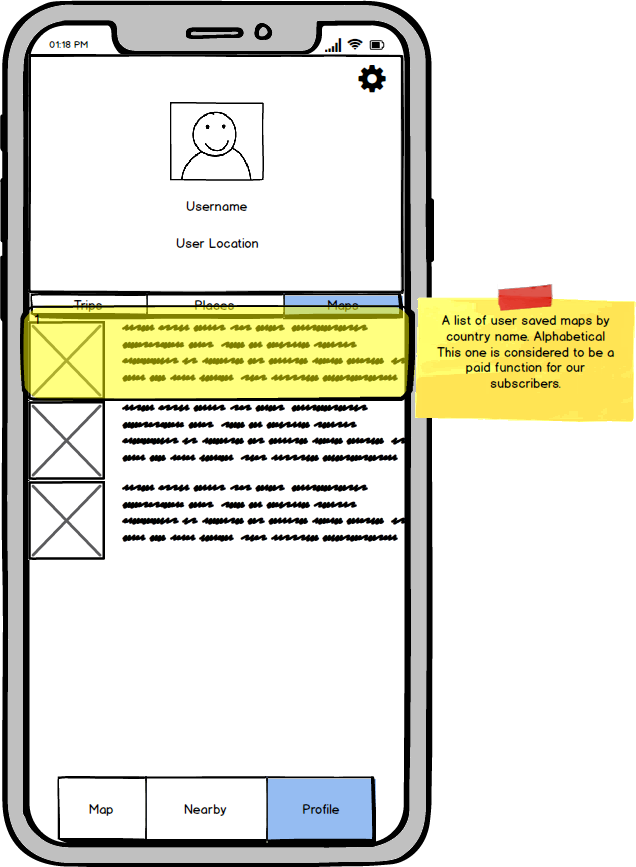 01:18 PM
Username
User Location
Trips Places Maps
1
A list of user saved maps by
country name. Alphabetical
This one is considered to be a
paid function for our
subscribers.
Map Nearby Profile